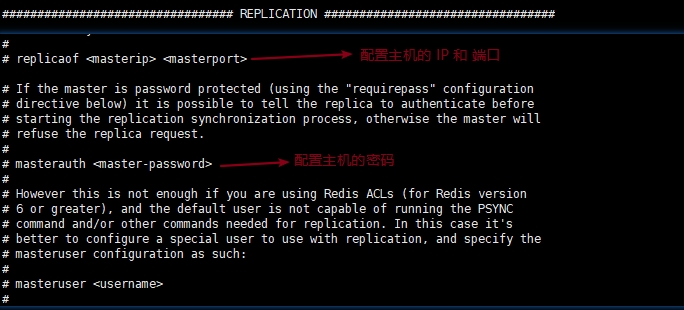 ################################# REPLICATION #################################
#
# replicaof <masterip> <masterport> 配置主机的 IP 和 端口
# If the master is password protected (using the "requirepass" configuration
# directive below) it is possible to tell the replica to authenticate before
# starting the replication synchronization process, otherwise the master will
# refuse the replica request.
#
# masterauth <master-password> 配置主机的密码
#
# However this is not enough if you are using Redis ACLs (for Redis version
# 6 or greater), and the default user is not capable of running the PSYNC
# command and/or other commands needed for replication. In this case it's
# better to configure a special user to use with replication, and specify the
# masteruser configuration as such:
#
# masteruser <username>
#